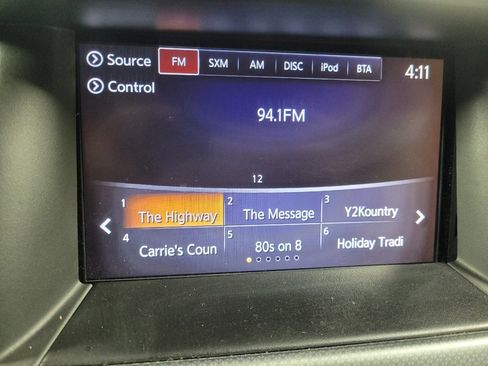 Source FM SXM AM DISC iPod BTA 4:11
Control
94.1FM
12
1 The Highway 2 The Message 3 Y2Kountry
4 Carrie's Coun 5 80s on 8 6 Holiday Tradi